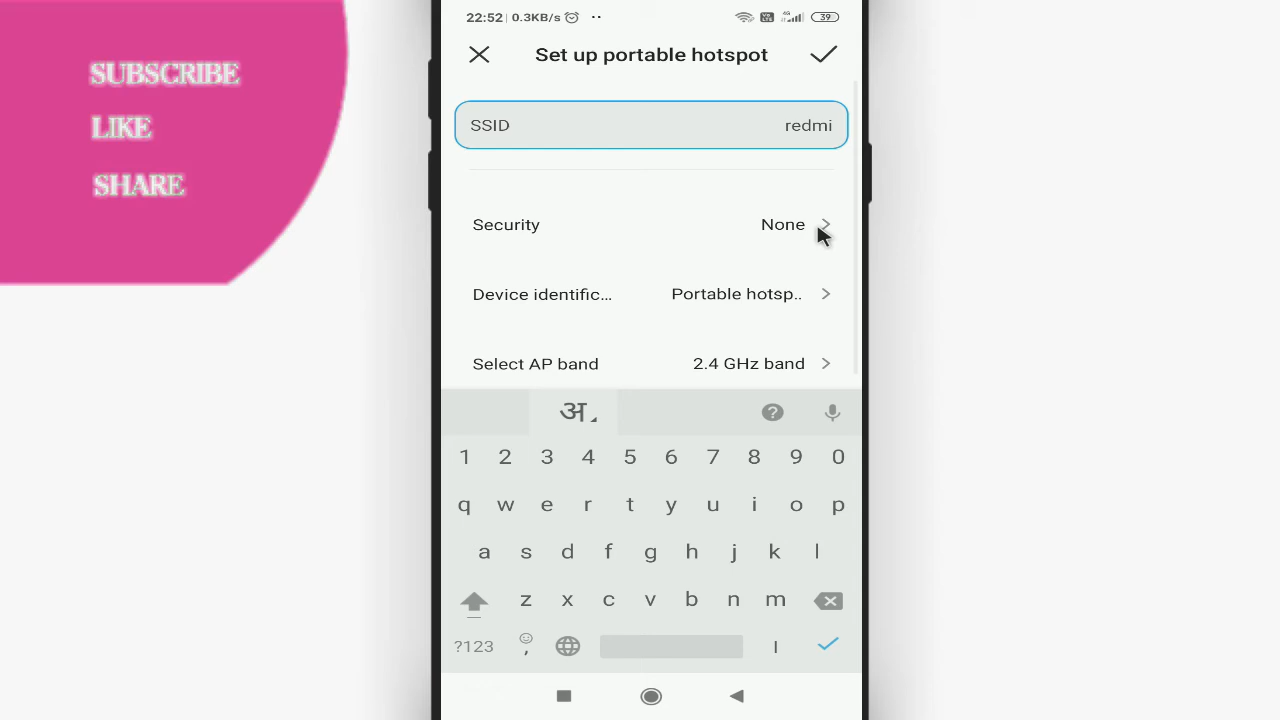 SUBSCRIBE
LIKE
SHARE
22:52 0.3KB/s 4G 39
Set up portable hotspot
SSID redmi
Security None
Device identific... Portable hotsp..
Select AP band 2.4 GHz band
अ ?
1 2 3 4 5 6 7 8 9 0
q w e r t y u i o p
a s d f g h j k l
z x c v b n m
?123 , ।